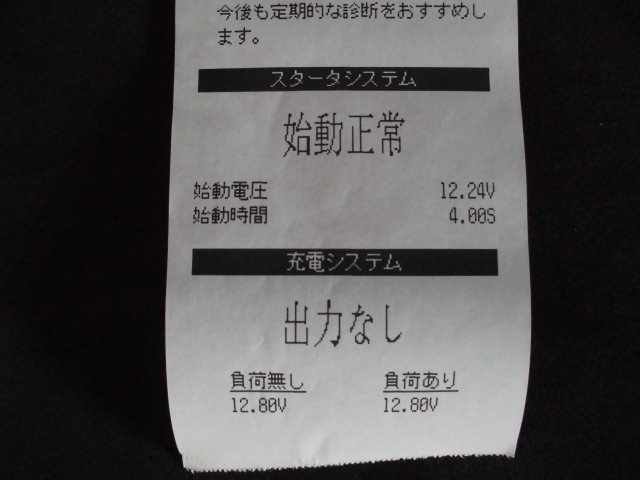 今後も定期的な診断をおすすめし
ます。
スタータシステム
始動正常
始動電圧 12.24V
始動時間 4.00S
充電システム
出力なし
負荷無し 負荷あり
12.80V 12.80V